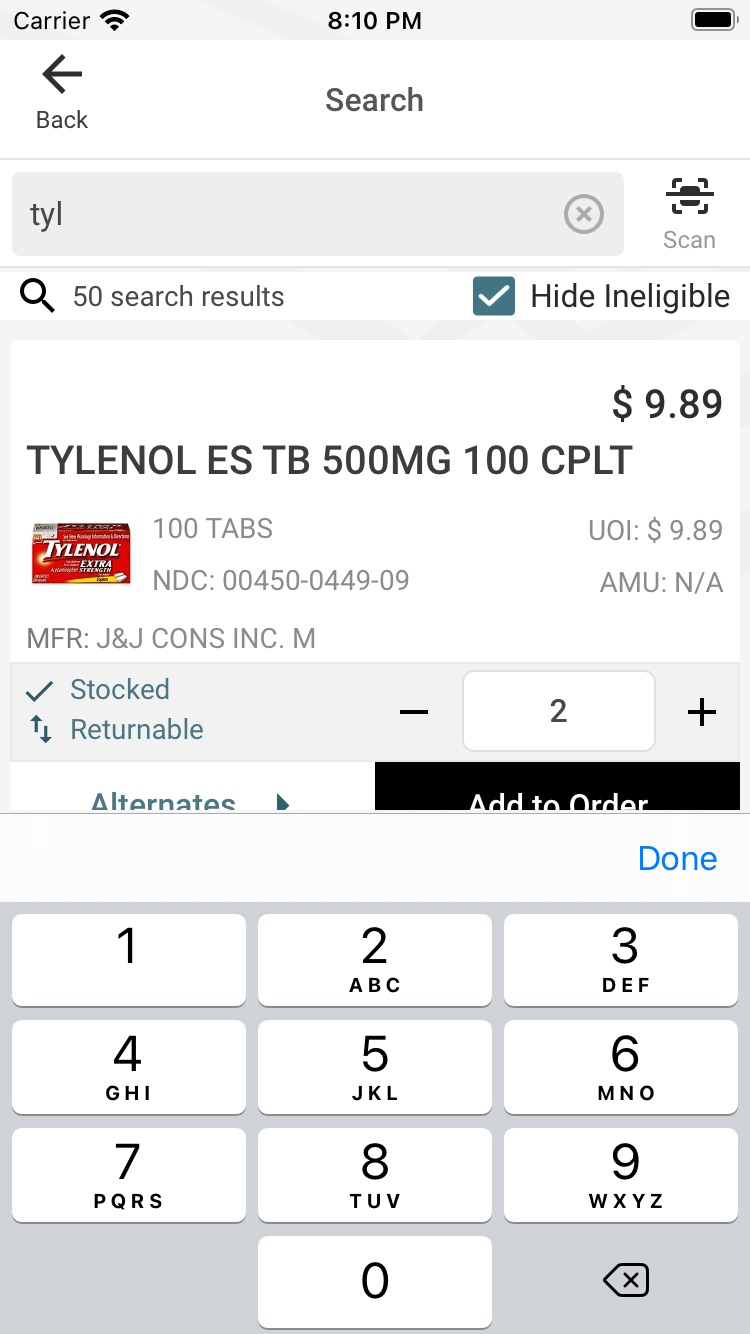 Carrier 8:10 PM
Back
Search
tyl
Scan
50 search results
Hide Ineligible
$ 9.89
TYLENOL ES TB 500MG 100 CPLT
100 TABS
UOI: $ 9.89
TYLENOL
EXTRA
STRENGTH
NDC: 00450-0449-09
AMU: N/A
MFR: J&J CONS INC. M
Stocked
Returnable
2
Alternates
Add to Order
Done
1 2 3
ABC DEF
4 5 6
GHI JKL MNO
7 8 9
PQRS TUV WXYZ
0